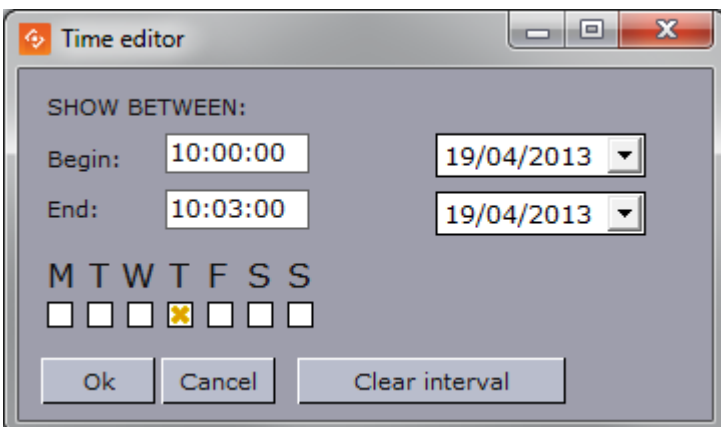 Time editor
SHOW BETWEEN:
Begin: 10:00:00 19/04/2013
End: 10:03:00 19/04/2013
M T W T F S S
Ok Cancel Clear interval